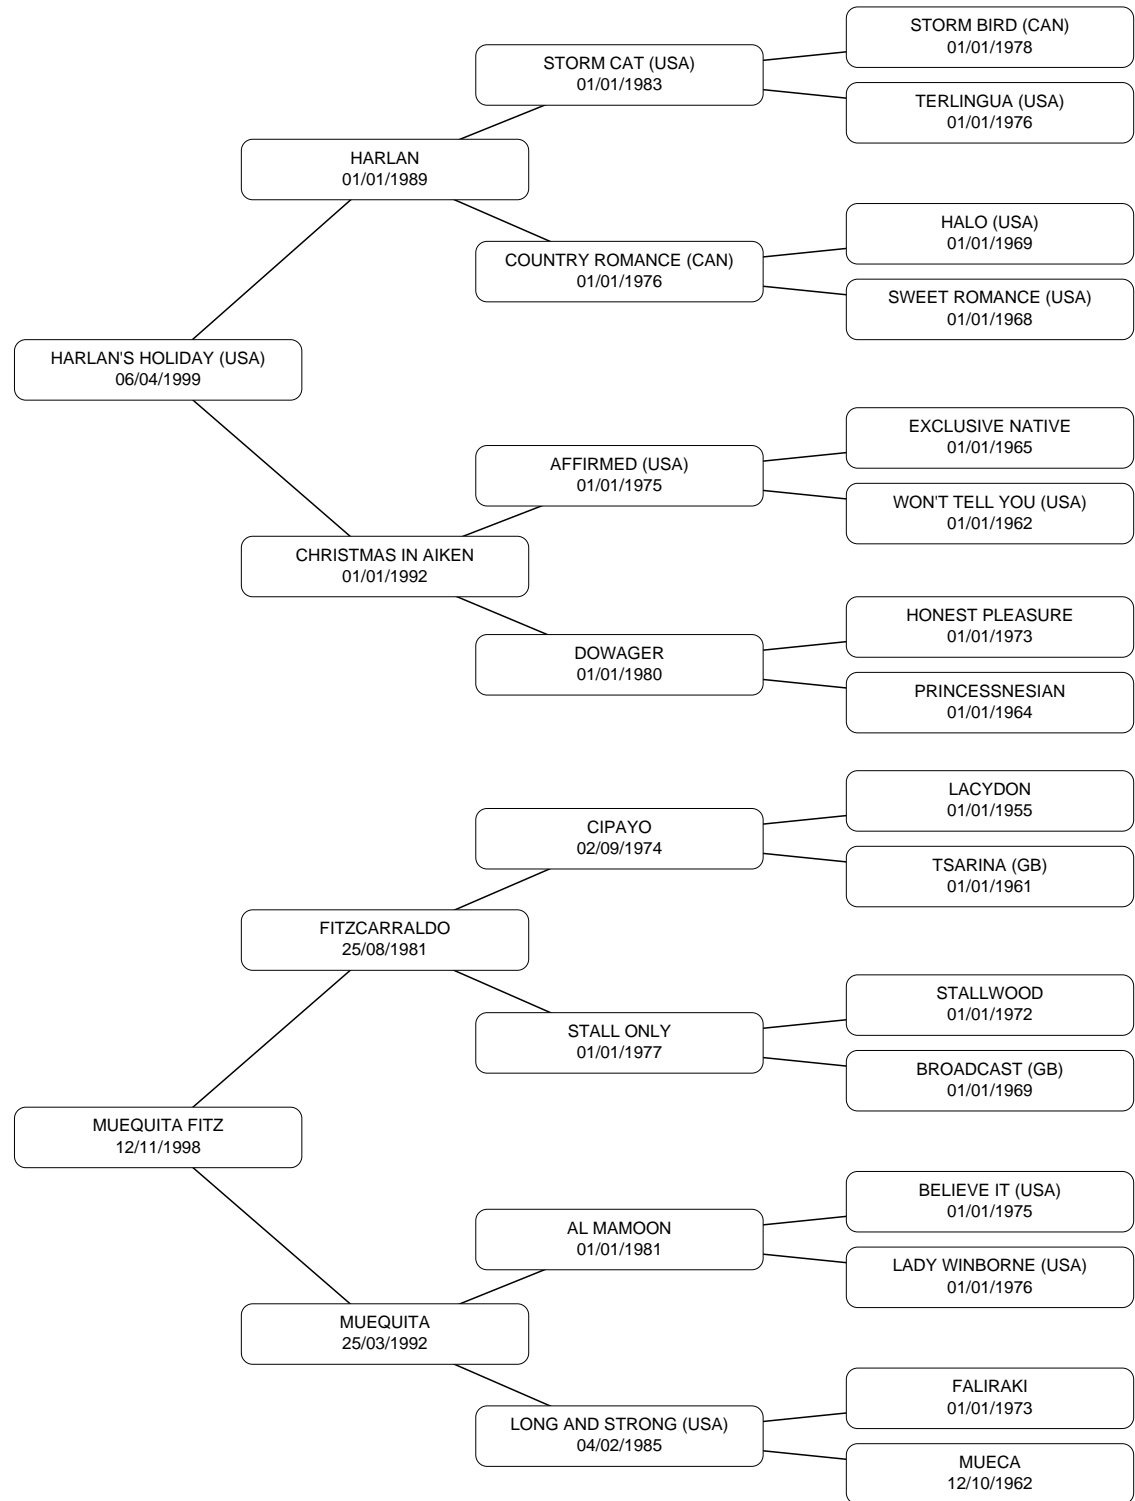 STORM BIRD (CAN)
01/01/1978
STORM CAT (USA)
01/01/1983
TERLINGUA (USA)
01/01/1976
HARLAN
01/01/1989
HALO (USA)
01/01/1969
COUNTRY ROMANCE (CAN)
01/01/1976
SWEET ROMANCE (USA)
01/01/1968
HARLAN'S HOLIDAY (USA)
06/04/1999
EXCLUSIVE NATIVE
01/01/1965
AFFIRMED (USA)
01/01/1975
WON'T TELL YOU (USA)
01/01/1962
CHRISTMAS IN AIKEN
01/01/1992
HONEST PLEASURE
01/01/1973
DOWAGER
01/01/1980
PRINCESSNESIAN
01/01/1964
LACYDON
01/01/1955
CIPAYO
02/09/1974
TSARINA (GB)
01/01/1961
FITZCARRALDO
25/08/1981
STALLWOOD
01/01/1972
STALL ONLY
01/01/1977
BROADCAST (GB)
01/01/1969
MUEQUITA FITZ
12/11/1998
BELIEVE IT (USA)
01/01/1975
AL MAMOON
01/01/1981
LADY WINBORNE (USA)
01/01/1976
MUEQUITA
25/03/1992
FALIRAKI
01/01/1973
LONG AND STRONG (USA)
04/02/1985
MUECA
12/10/1962